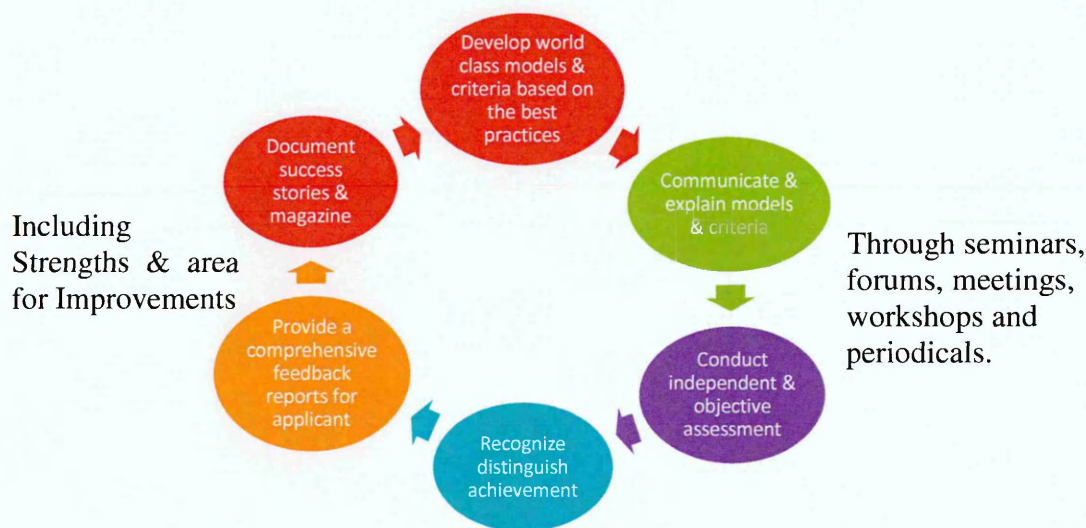 Develop world
class models &
criteria based on
the best
practices
Communicate &
explain models
& criteria
Through seminars,
forums, meetings,
workshops and
periodicals.
Conduct
independent &
objective
assessment
Recognize
distinguish
achievement
Provide a
comprehensive
feedback
reports for
applicant
Including
Strengths & area
for Improvements
Document
success
stories &
magazine